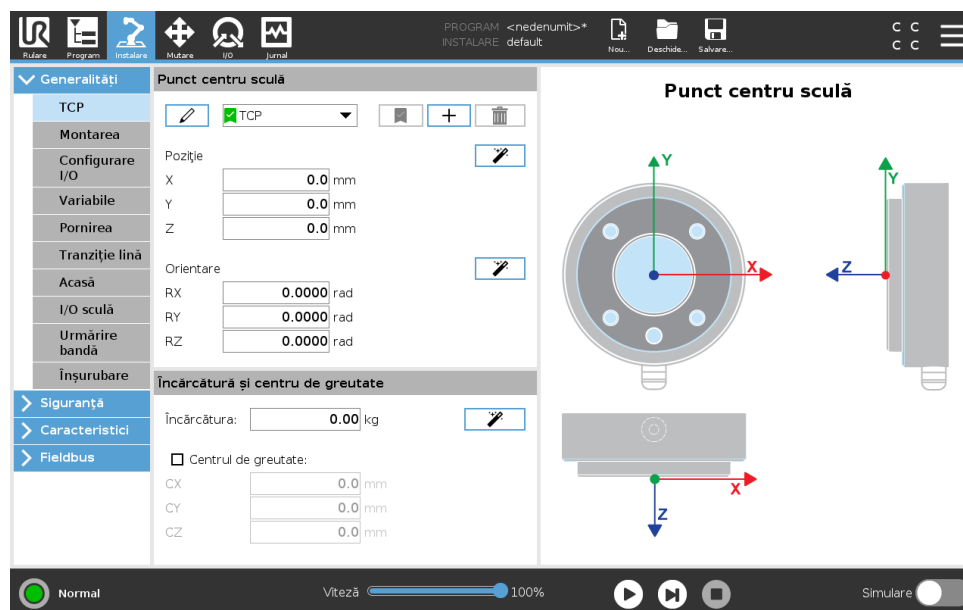 Rulare
Program
Instalare
Mutare
I/O
Jurnal
PROGRAM <nedenumit>*
INSTALARE default
Nou...
Deschide...
Salvare...
C C
C C
Generalități
TCP
Montarea
Configurare
I/O
Variabile
Pornirea
Tranziție lină
Acasă
I/O sculă
Urmărire
bandă
Înșurubare
Siguranță
Caracteristici
Fieldbus
Punct centru sculă
TCP
Poziție
X 0.0 mm
Y 0.0 mm
Z 0.0 mm
Orientare
RX 0.0000 rad
RY 0.0000 rad
RZ 0.0000 rad
Încărcătură și centru de greutate
Încărcătura: 0.00 kg
Centrul de greutate:
CX 0.0 mm
CY 0.0 mm
CZ 0.0 mm
Punct centru sculă
Y
X
Y
Z
X
Z
Normal
Viteză 100%
Simulare